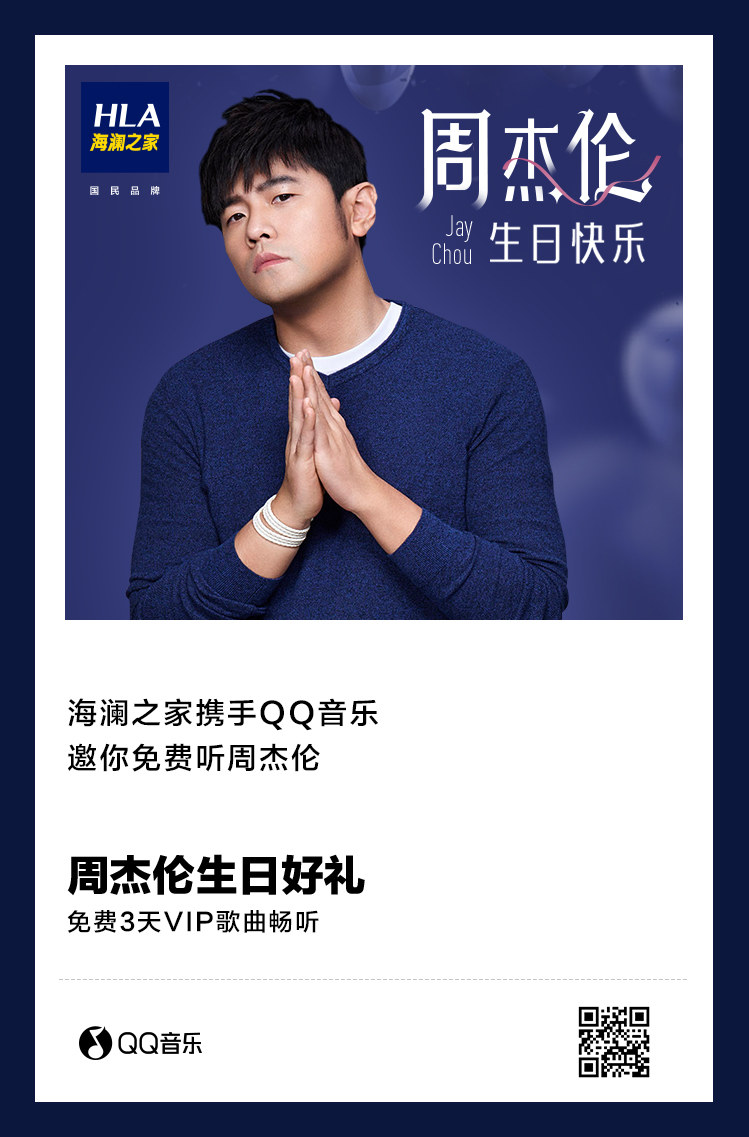 HLA
海澜之家
国民品牌
周杰伦
Jay
Chou
生日快乐
海澜之家携手QQ音乐
邀你免费听周杰伦
周杰伦生日好礼
免费3天VIP歌曲畅听
QQ音乐